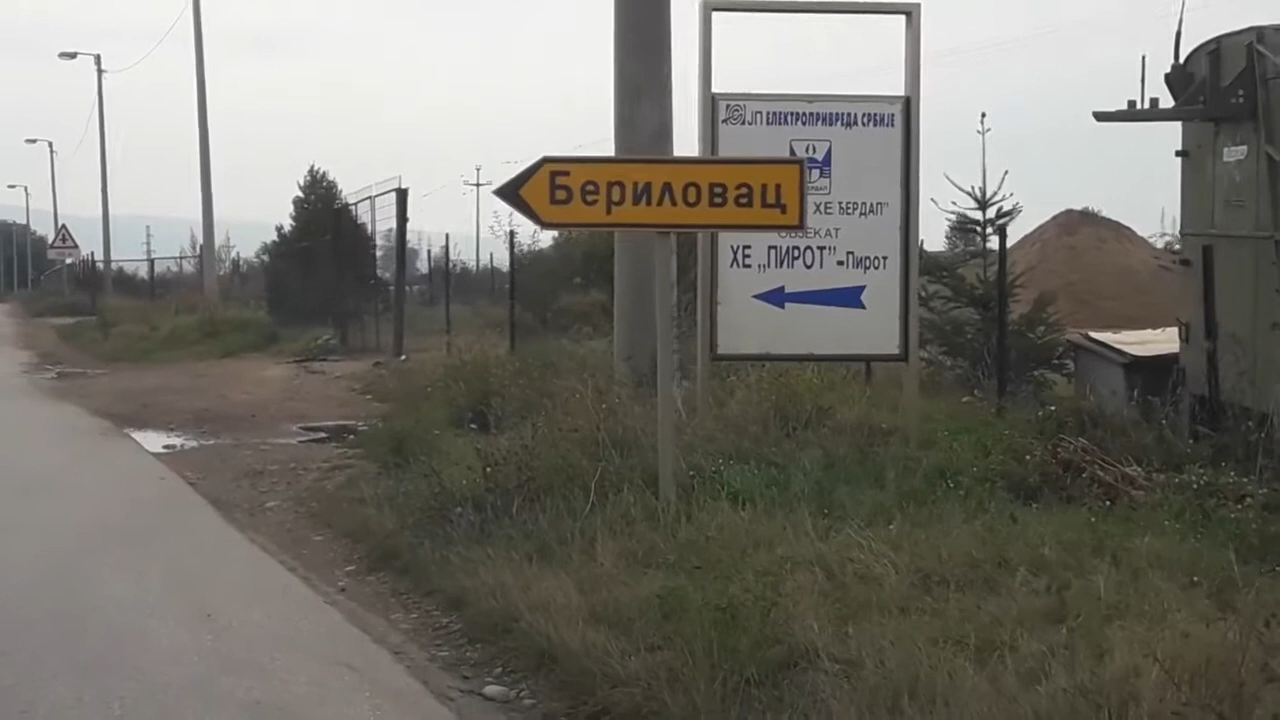 ЈП ЕЛЕКТРОПРИВРЕДА СРБИЈЕ
Бериловац
ХЕ ЂЕРДАП"
ОБЈЕКАТ
ХЕ „ПИРОТ"-Пирот